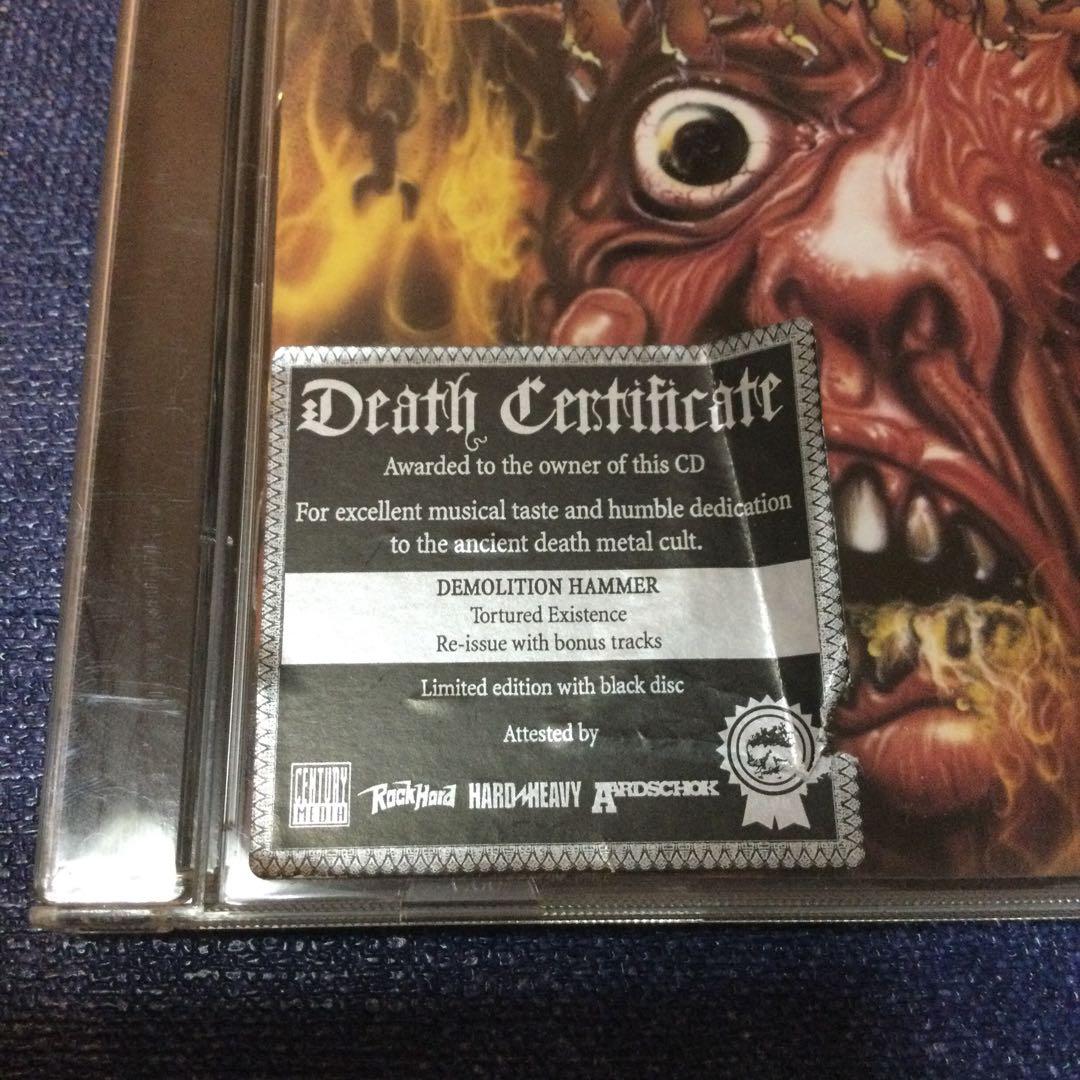 Death Certificate
Awarded to the owner of this CD
For excellent musical taste and humble dedication
to the ancient death metal cult.
DEMOLITION HAMMER
Tortured Existence
Re-issue with bonus tracks
Limited edition with black disc
Attested by
CENTURY MEDIA RockHard HARD HEAVY AARDSCHOK